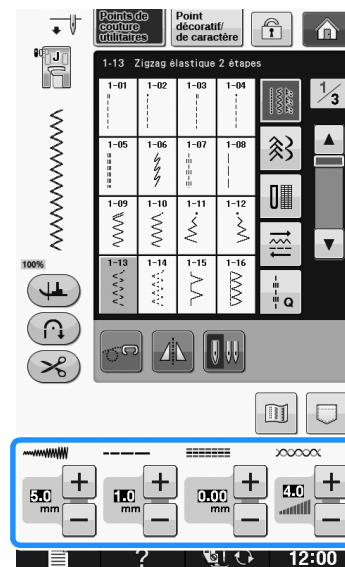 Points de couture utilitaires
Point décoratif/ de caractère
J
1-13 Zigzag élastique 2 étapes
1-01 1-02 1-03 1-04
1/3
1-05 1-06 1-07 1-08
1-09 1-10 1-11 1-12
100%
1-13 1-14 1-15 1-16
Q
5.0 mm
1.0 mm
0.00 mm
4.0
?
12:00